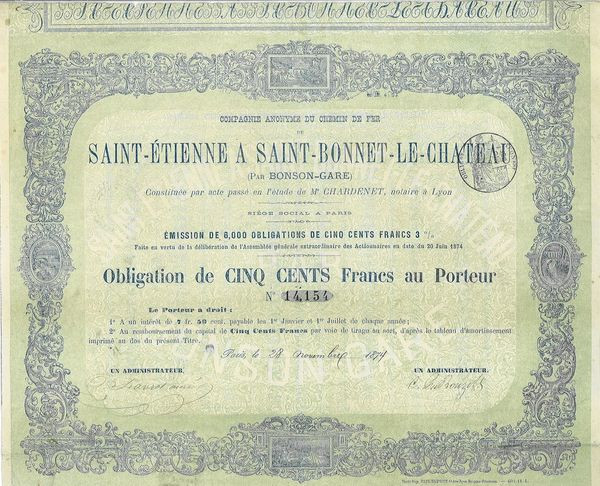 COMPAGNIE ANONYME DU CHEMIN DE FER
DE
SAINT-ÉTIENNE A SAINT-BONNET-LE-CHATEAU
(PAR BONSON-GARE)
Constituée par acte passé en l'étude de Me CHARDENET, notaire à Lyon
SIÈGE SOCIAL A PARIS
ÉMISSION DE 6,000 OBLIGATIONS DE CINQ CENTS FRANCS 3 %
Faite en vertu de la délibération de l'Assemblée générale extraordinaire des Actionnaires en date du 20 Juin 1874
Obligation de CINQ CENTS Francs au Porteur
N° 14,154
Le Porteur a droit :
1° A un intérêt de 7 fr. 50 cent. payable les 1er Janvier et 1er Juillet de chaque année;
2° Au remboursement du capital de Cinq Cents Francs par voie de tirage au sort, d'après le tableau d'amortissement
imprimé au dos du présent Titre.
Paris, le 28 novembre 1874
UN ADMINISTRATEUR. UN ADMINISTRATEUR.